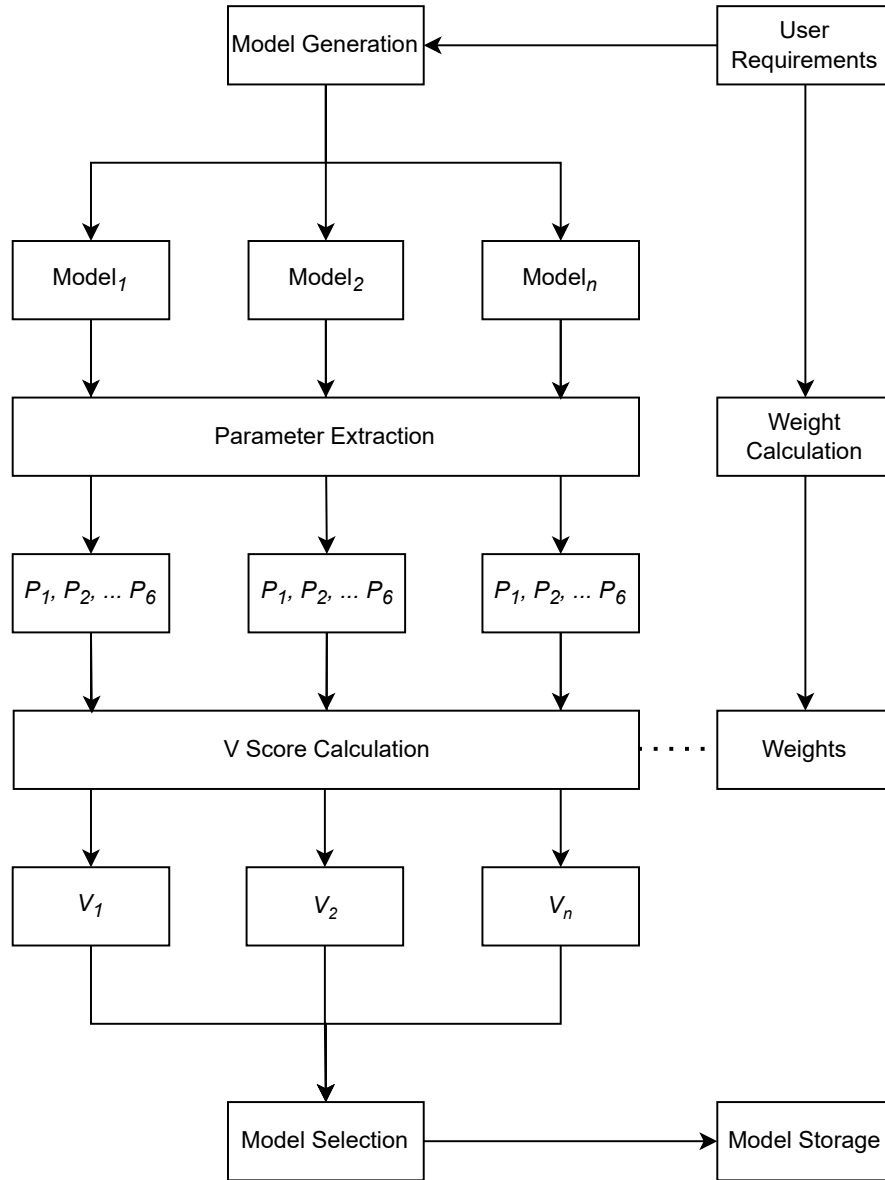 Model Generation
User
Requirements
Model1
Model2
Modeln
Parameter Extraction
Weight
Calculation
P1, P2, ... P6
P1, P2, ... P6
P1, P2, ... P6
V Score Calculation
Weights
V1
V2
Vn
Model Selection
Model Storage